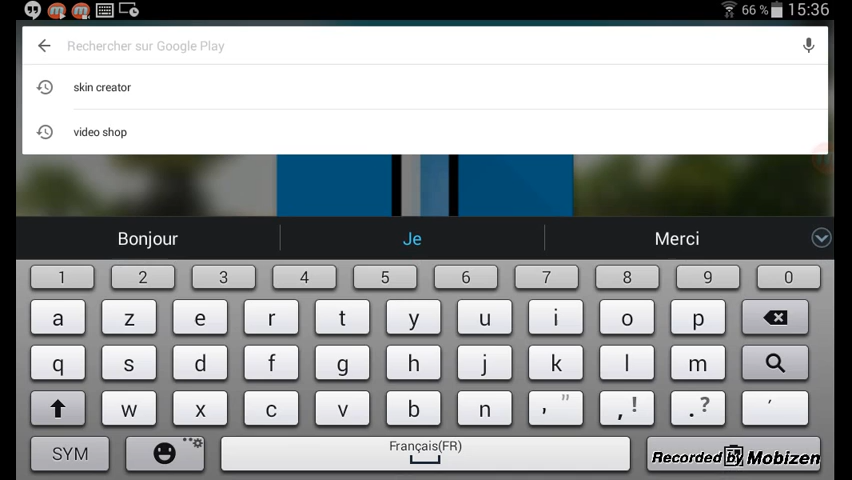 66 % 15:36
Rechercher sur Google Play
skin creator
video shop
Bonjour Je Merci
1 2 3 4 5 6 7 8 9 0
a z e r t y u i o p
q s d f g h j k l m
w x c v b n , " , ! . ? '
SYM Français(FR) Recorded by Mobizen